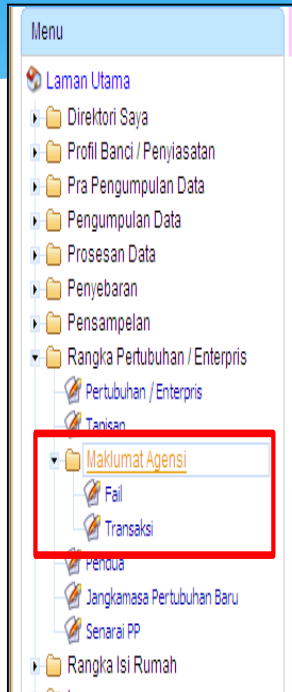 Menu
Laman Utama
Direktori Saya
Profil Banci / Penyiasatan
Pra Pengumpulan Data
Pengumpulan Data
Prosesan Data
Penyebaran
Pensampelan
Rangka Pertubuhan / Enterpris
Pertubuhan / Enterpris
Tapisan
Maklumat Agensi
Fail
Transaksi
Pendua
Jangkamasa Pertubuhan Baru
Senarai PP
Rangka Isi Rumah